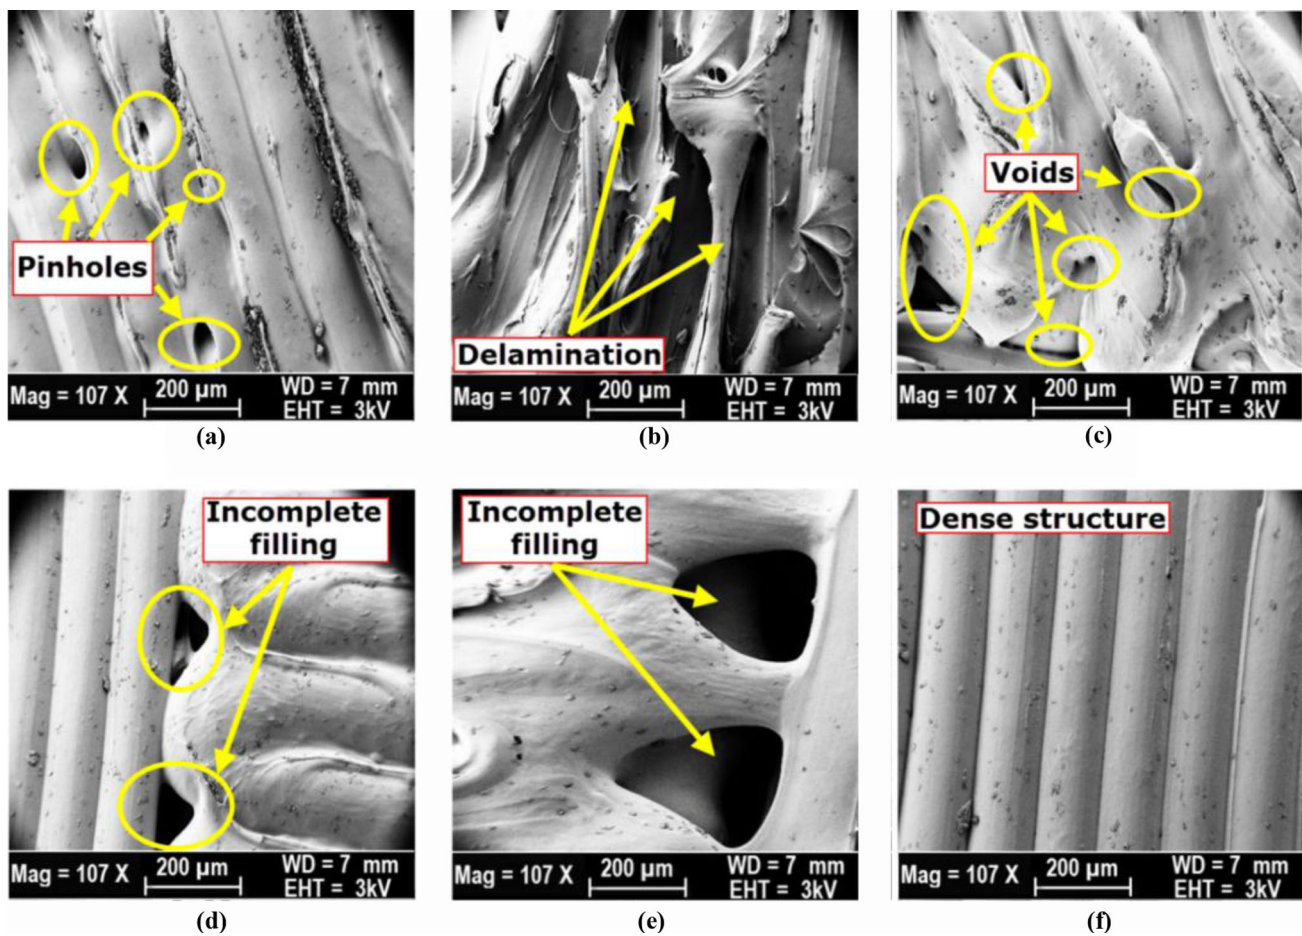 Pinholes
Mag = 107 X 200 µm WD = 7 mm
EHT = 3kV
(a)
Delamination
Mag = 107 X 200 µm WD = 7 mm
EHT = 3kV
(b)
Voids
Mag = 107 X 200 µm WD = 7 mm
EHT = 3kV
(c)
Incomplete
filling
Mag = 107 X 200 µm WD = 7 mm
EHT = 3kV
(d)
Incomplete
filling
Mag = 107 X 200 µm WD = 7 mm
EHT = 3kV
(e)
Dense structure
Mag = 107 X 200 µm WD = 7 mm
EHT = 3kV
(f)